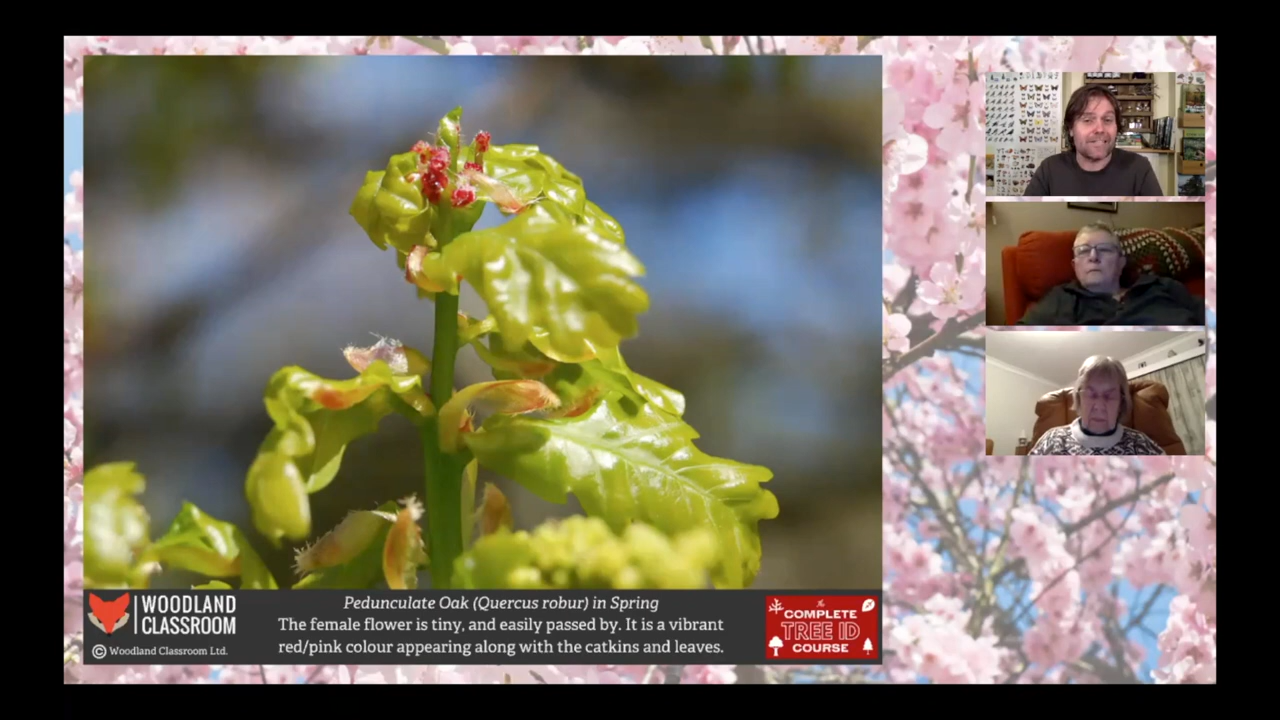 Pedunculate Oak (Quercus robur) in Spring
WOODLAND
CLASSROOM
The female flower is tiny, and easily passed by. It is a vibrant
red/pink colour appearing along with the catkins and leaves.
© Woodland Classroom Ltd.
The
COMPLETE
TREE ID
COURSE